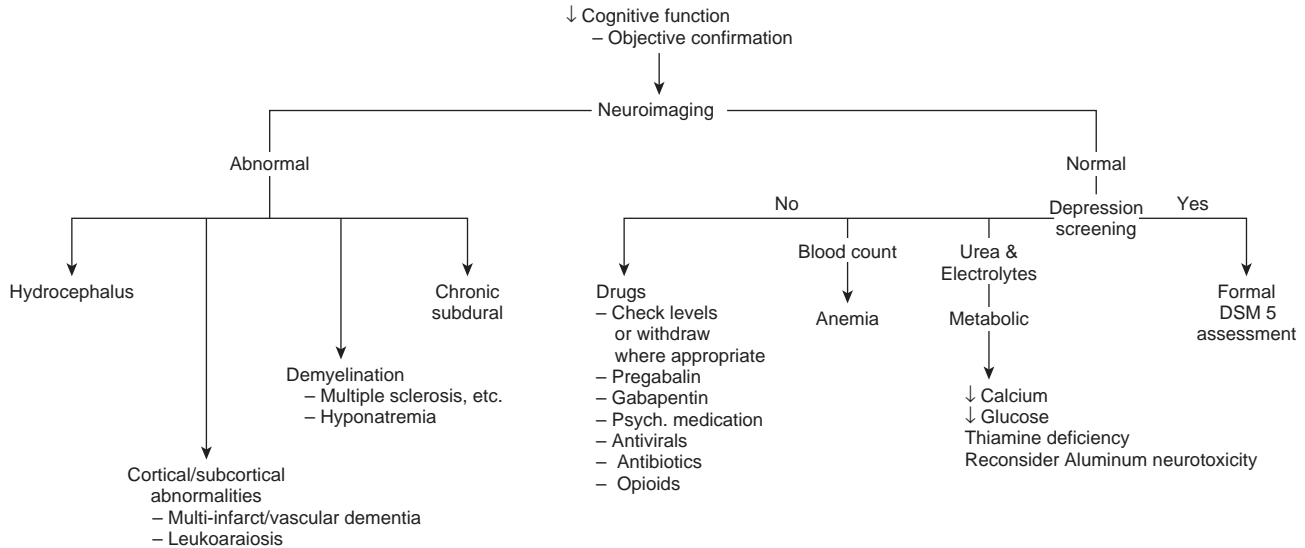 ↓ Cognitive function
– Objective confirmation
Neuroimaging
Abnormal
Normal
No
Depression
screening
Yes
Hydrocephalus
Cortical/subcortical
abnormalities
– Multi-infarct/vascular dementia
– Leukoaraiosis
Demyelination
– Multiple sclerosis, etc.
– Hyponatremia
Chronic
subdural
Drugs
– Check levels
or withdraw
where appropriate
– Pregabalin
– Gabapentin
– Psych. medication
– Antivirals
– Antibiotics
– Opioids
Blood count
Anemia
Urea &
Electrolytes
Metabolic
↓ Calcium
↓ Glucose
Thiamine deficiency
Reconsider Aluminum neurotoxicity
Formal
DSM 5
assessment